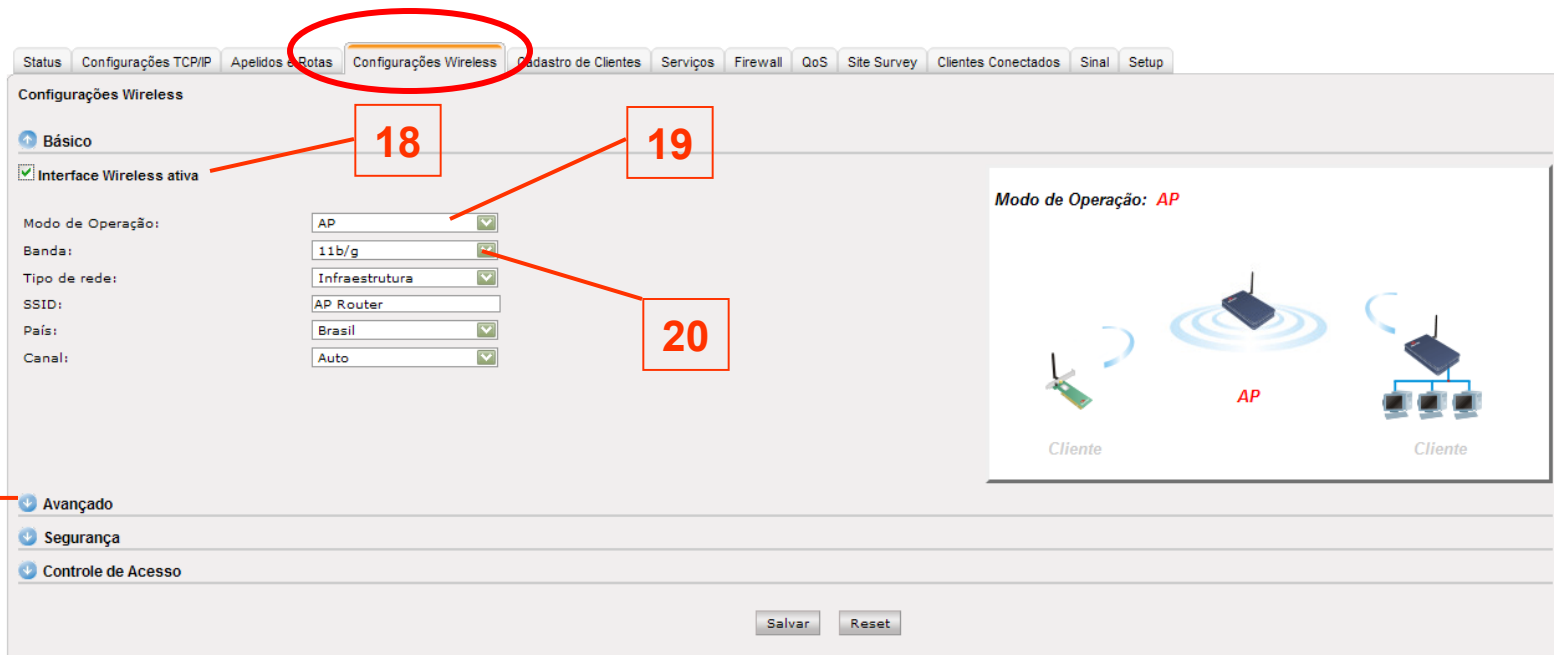 Status Configurações TCP/IP Apelidos e Rotas Configurações Wireless Cadastro de Clientes Serviços Firewall QoS Site Survey Clientes Conectados Sinal Setup
Configurações Wireless
Básico
18
19
Interface Wireless ativa
Modo de Operação: AP
Modo de Operação: AP
Banda: 11b/g
Tipo de rede: Infraestrutura
SSID: AP Router
País: Brasil
20
Canal: Auto
AP
Cliente Cliente
Avançado
Segurança
Controle de Acesso
Salvar Reset